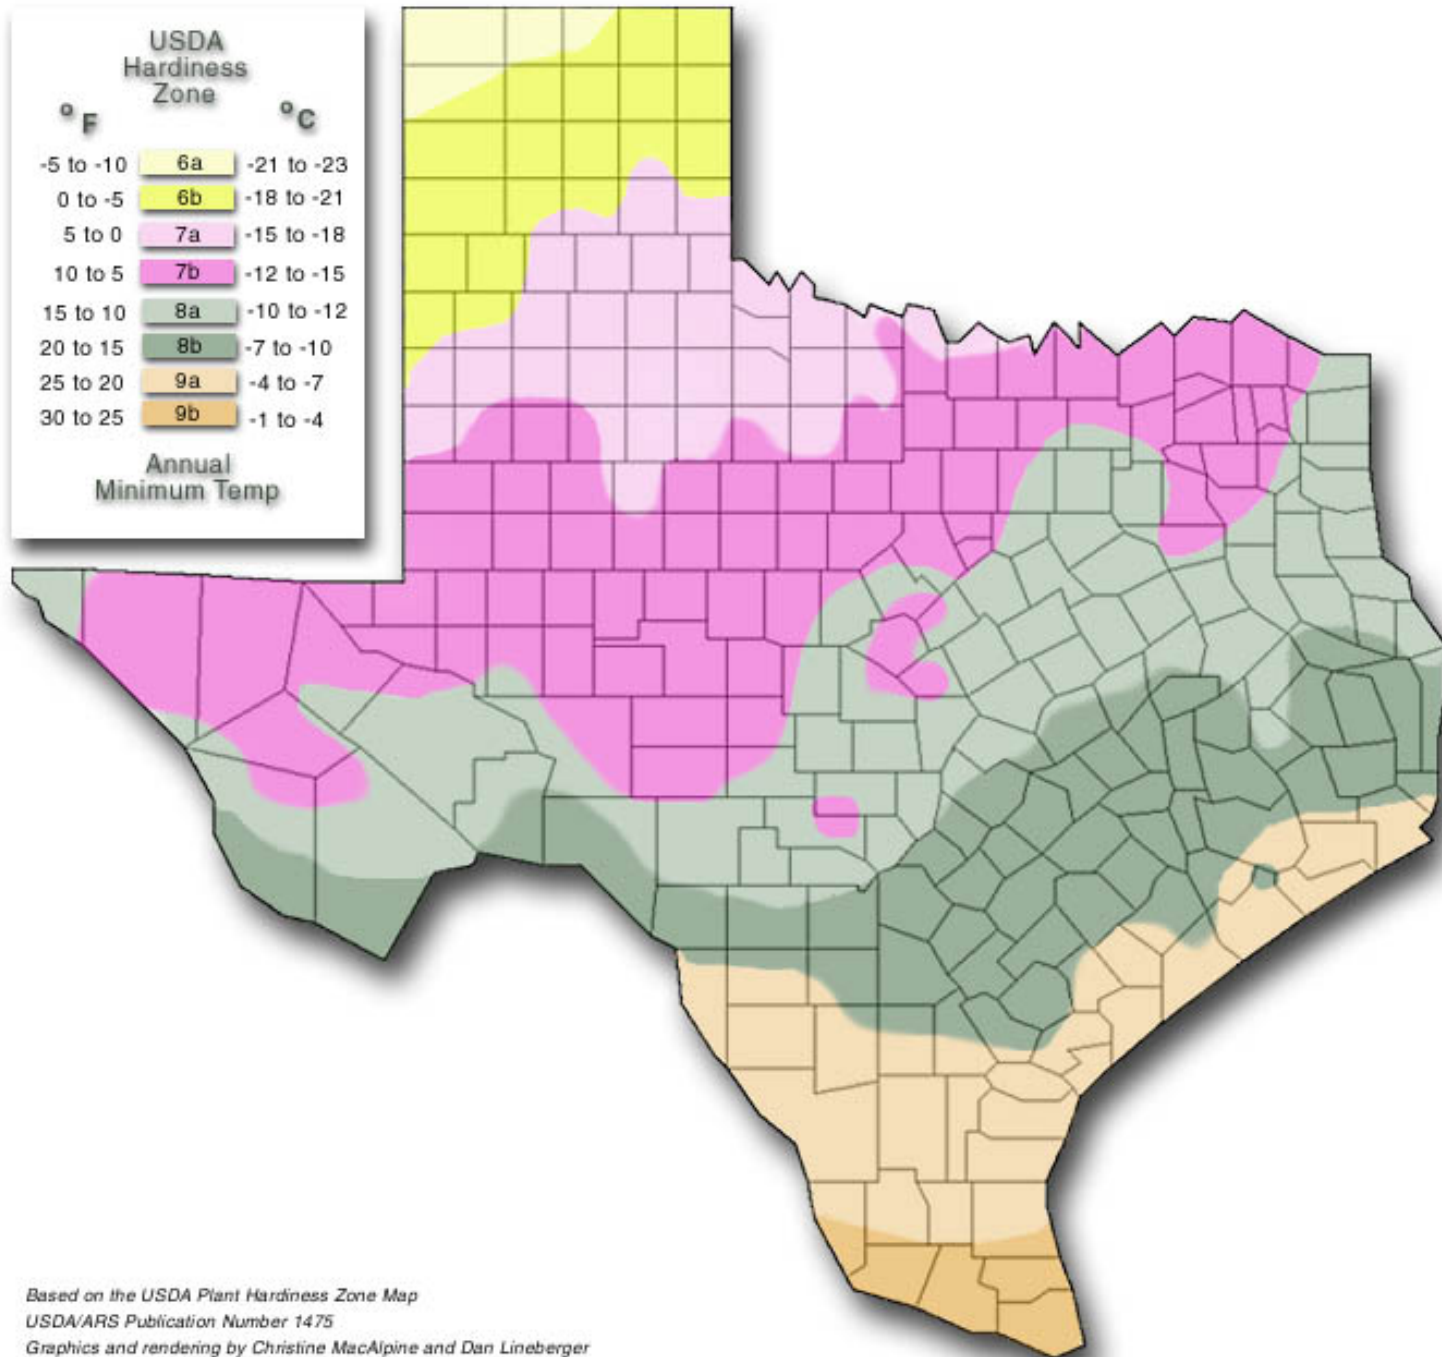 USDA
Hardiness
Zone
°F °C
-5 to -10 6a -21 to -23
0 to -5 6b -18 to -21
5 to 0 7a -15 to -18
10 to 5 7b -12 to -15
15 to 10 8a -10 to -12
20 to 15 8b -7 to -10
25 to 20 9a -4 to -7
30 to 25 9b -1 to -4
Annual
Minimum Temp
Based on the USDA Plant Hardiness Zone Map
USDA/ARS Publication Number 1475
Graphics and rendering by Christine MacAlpine and Dan Lineberger